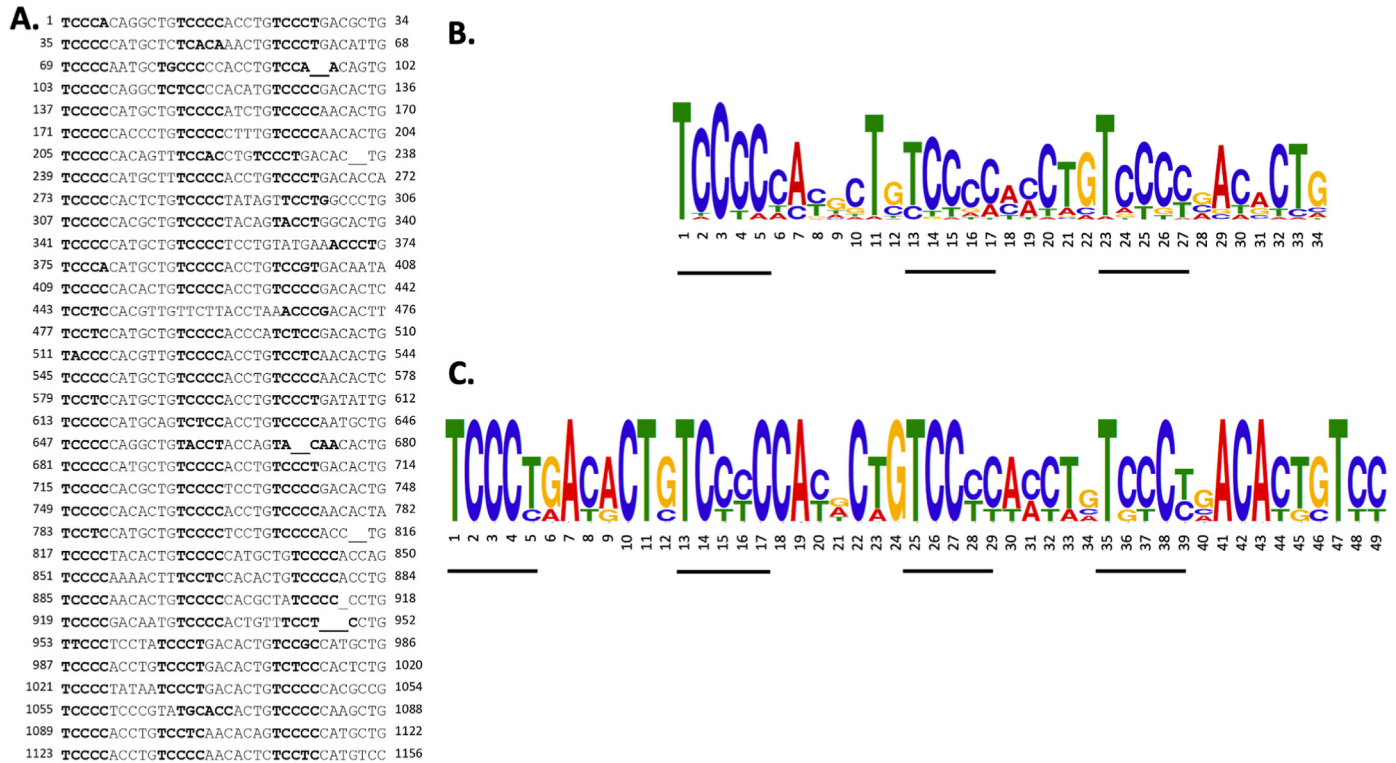 A.
1 TCCCACAGGCTGTCCCCACCTGTCCCTGACGCTG 34
35 TCCCCCATGCTCTCACAAACTGTCCCTGACATTG 68
69 TCCCCAATGCTGCCCCCACCTGTCCA__ACAGTG 102
103 TCCCCCAGGCTCTCCCCACATGTCCCCGACACTG 136
137 TCCCCCATGCTGTCCCCATCTGTCCCCAACACTG 170
171 TCCCCCACCCTGTCCCCCTTTGTCCCCAACACTG 204
205 TCCCCCACAGTTTCCACCTGTCCCTGACAC__TG 238
239 TCCCCCATGCTTTCCCCACCTGTCCCTGACACCA 272
273 TCCCCCACTCTGTCCCCTATAGTTCCTGGCCCTG 306
307 TCCCCCACGCTGTCCCCTACGTACCTGGCACTG 340
341 TCCCCCATGCTGTCCCCTCCTGTATGAAACCCTG 374
375 TCCCACATGCTGTCCCCACCTGTCCGTGACAATA 408
409 TCCCCCACACTGTCCCCACCTGTCCCCGACACTC 442
443 TCCTCCACGTTGTTCTTACCTAAACCCGACACTT 476
477 TCCTCCATGCTGTCCCCACCCATCTCCGACACTG 510
511 TACCCCACGTTGTCCCCACCTGTCCTCAACACTG 544
545 TCCCCCATGCTGTCCCCACCTGTCCCCAACACTC 578
579 TCCTCCATGCTGTCCCCACCTGTCCCTGATATTG 612
613 TCCCCCATGCAGTCTCCACCTGTCCCCAATGCTG 646
647 TCCCCCAGGCTGTACCTACCAGTA__CAACACTG 680
681 TCCCCCATGCTGTCCCCACCTGTCCCTGACACTG 714
715 TCCCCCACGCTGTCCCCTCCTGTCCCCGACACTG 748
749 TCCCCCACACTGTCCCCACCTGTCCCCAACACTA 782
783 TCCTCCATGCTGTCCCCTCCTGTCCCCACC__TG 816
817 TCCCCTACACTGTCCCCCATGCTGTCCCCACCAG 850
851 TCCCCAAAACTTTCCTCCACACTGTCCCCACCTG 884
885 TCCCCAACACTGTCCCCCACGCTATCCCC_CCTG 918
919 TCCCCGACAATGTCCCCACTGTTTCCT___CCTG 952
953 TTCCCTCCTATCCCTGACACTGTCCGCCATGCTG 986
987 TCCCCACCTGTCCCTGACACTGTCTCCCACTCTG 1020
1021 TCCCCTATAATCCCTGACACTGTCCCCCACGCCG 1054
1055 TCCCCTCCCGTATGCACCACTGTCCCCCAAGCTG 1088
1089 TCCCCACCTGTCCTCAACACAGTCCCCCATGCTG 1122
1123 TCCCCACCTGTCCCCAACACTCTCCTCCATGTCC 1156
B.
1 2 3 4 5 6 7 8 9 10 11 12 13 14 15 16 17 18 19 20 21 22 23 24 25 26 27 28 29 30 31 32 33 34
C.
1 2 3 4 5 6 7 8 9 10 11 12 13 14 15 16 17 18 19 20 21 22 23 24 25 26 27 28 29 30 31 32 33 34 35 36 37 38 39 40 41 42 43 44 45 46 47 48 49